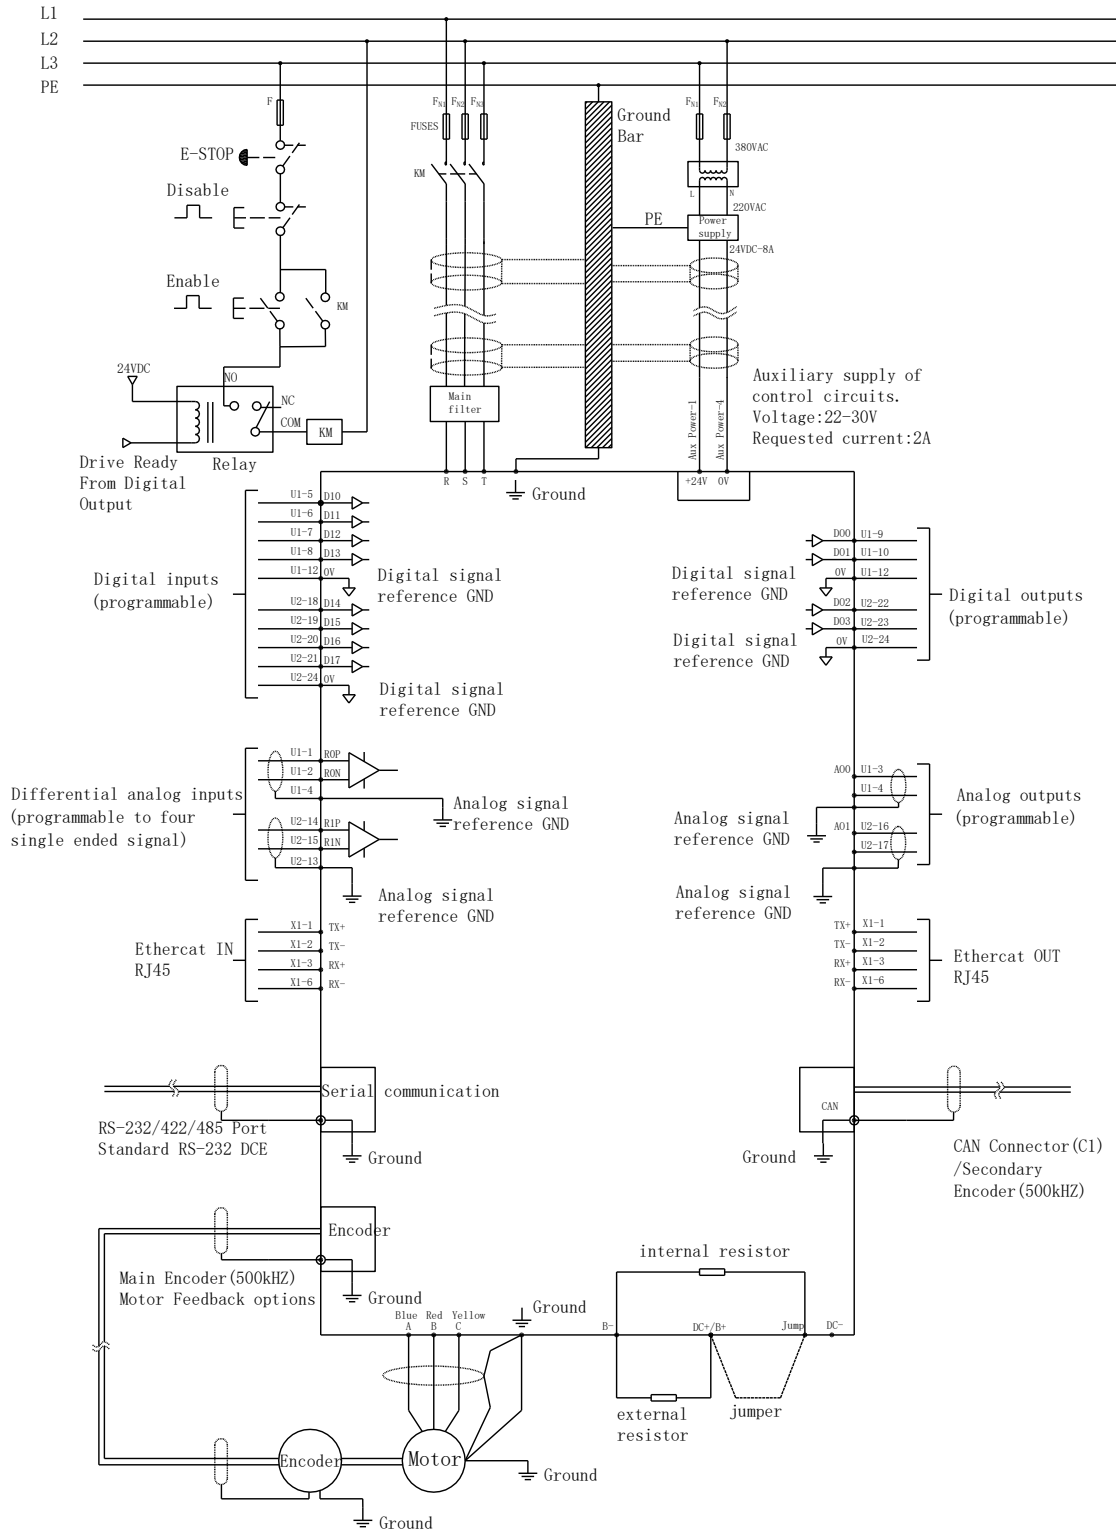 L1
L2
L3
PE
F
FN1
FN2
FN3
FUSES
Ground
Bar
FN1
FN2
380VAC
E-STOP
KM
Disable
L
N
220VAC
PE
Power
supply
24VDC-8A
Enable
KM
24VDC
NO
NC
COM
KM
Main
filter
Auxiliary supply of
control circuits.
Voltage:22-30V
Requested current:2A
Aux Power-1
Aux Power-4
Drive Ready
From Digital
Output
Relay
R
S
T
Ground
+24V
0V
U1-5
DI0
U1-6
DI1
U1-7
DI2
U1-8
DI3
U1-12
0V
Digital inputs
(programmable)
Digital signal
reference GND
U2-18
DI4
U2-19
DI5
U2-20
DI6
U2-21
DI7
U2-24
0V
Digital signal
reference GND
DO0
U1-9
DO1
U1-10
0V
U1-12
Digital signal
reference GND
Digital outputs
(programmable)
DO2
U2-22
DO3
U2-23
0V
U2-24
Digital signal
reference GND
U1-1
R0P
U1-2
R0N
U1-4
Differential analog inputs
(programmable to four
single ended signal)
Analog signal
reference GND
U2-14
R1P
U2-15
R1N
U2-13
Analog signal
reference GND
AO0
U1-3
U1-4
Analog outputs
(programmable)
Analog signal
reference GND
AO1
U2-16
U2-17
Analog signal
reference GND
X1-1
TX+
X1-2
TX-
X1-3
RX+
X1-6
RX-
Ethercat IN
RJ45
TX+
X1-1
TX-
X1-2
RX+
X1-3
RX-
X1-6
Ethercat OUT
RJ45
Serial communication
RS-232/422/485 Port
Standard RS-232 DCE
Ground
CAN
Ground
CAN Connector(C1)
/Secondary
Encoder(500kHZ)
Encoder
Main Encoder(500kHZ)
Motor Feedback options
Ground
Blue
A
Red
B
Yellow
C
Ground
internal resistor
B-
DC+/B+
Jump
DC-
external
resistor
jumper
Encoder
Motor
Ground
Ground